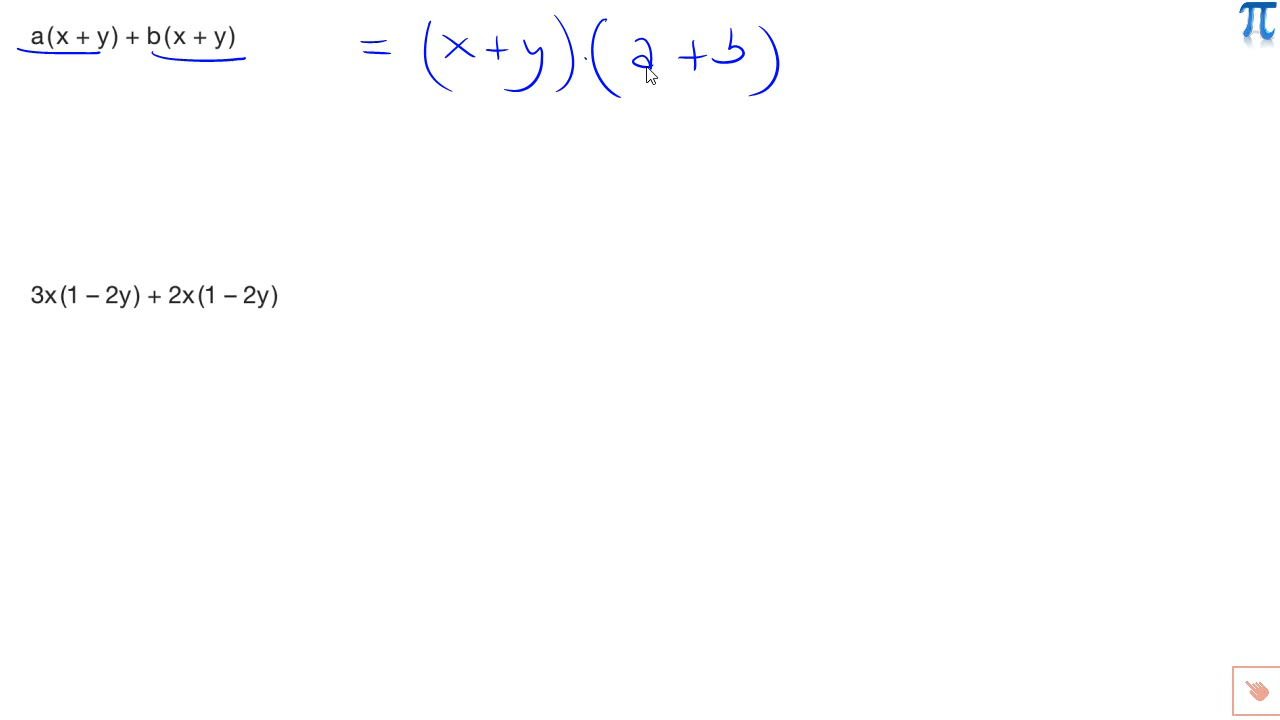 a(x + y) + b(x + y) = (x + y) · (a + b)
3x(1 – 2y) + 2x(1 – 2y)
π